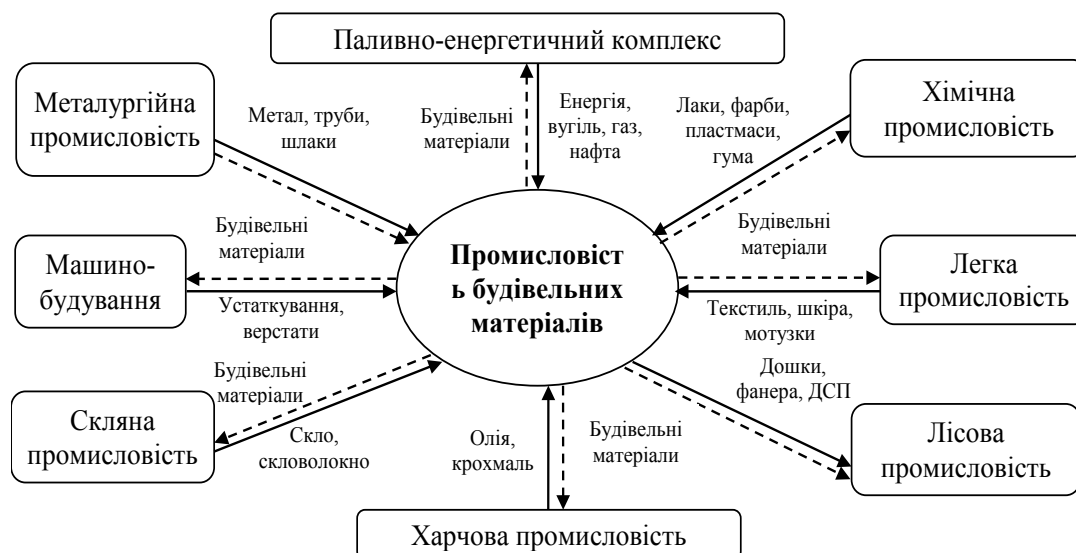 Паливно-енергетичний комплекс
Металургійна
промисловість
Метал, труби,
шлаки
Будівельні
матеріали
Енергія,
вугіль, газ,
нафта
Лаки, фарби,
пластмаси,
гума
Хімічна
промисловість
Будівельні
матеріали
Будівельні
матеріали
Машино-
будування
Устаткування,
верстати
Промисловіст
ь будівельних
матеріалів
Легка
промисловість
Текстиль, шкіра,
мотузки
Будівельні
матеріали
Дошки,
фанера, ДСП
Скляна
промисловість
Скло,
скловолокно
Олія,
крохмаль
Будівельні
матеріали
Лісова
промисловість
Харчова промисловість